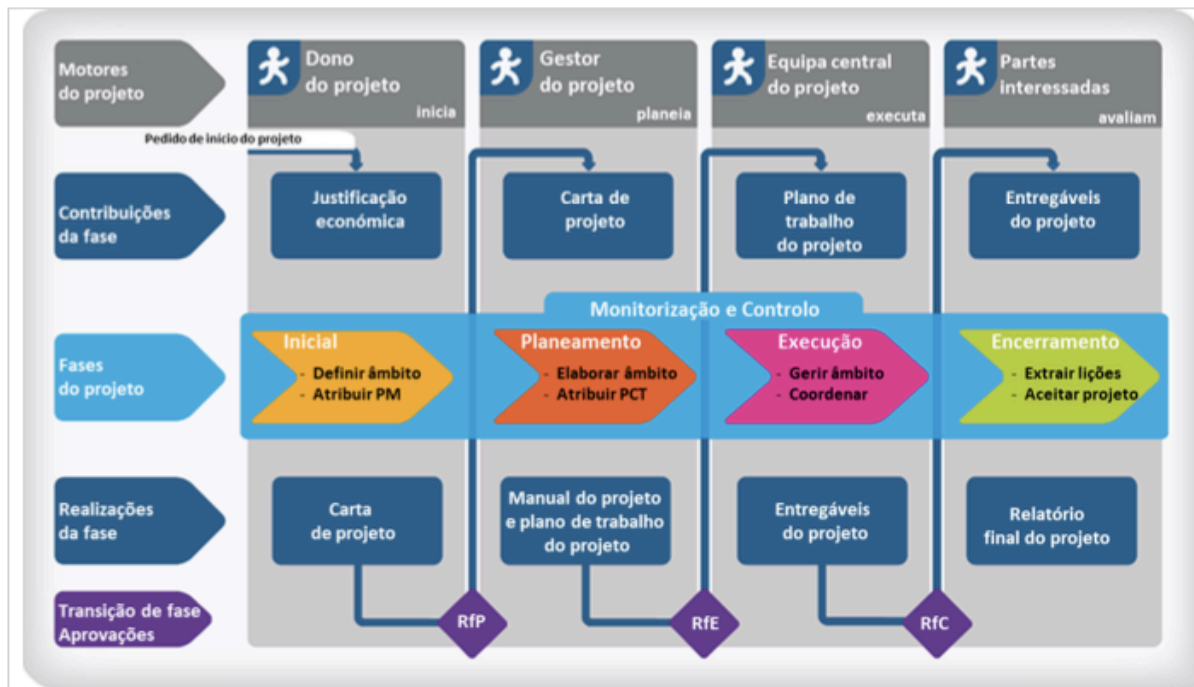 Motores
do projeto
Dono
do projeto
inicia
Gestor
do projeto
planeia
Equipa central
do projeto
executa
Partes
interessadas
avaliam
Pedido de início do projeto
Contribuições
da fase
Justificação
económica
Carta de
projeto
Plano de
trabalho
do projeto
Entregáveis
do projeto
Monitorização e Controlo
Fases
do projeto
Inicial
- Definir âmbito
- Atribuir PM
Planeamento
- Elaborar âmbito
- Atribuir PCT
Execução
- Gerir âmbito
- Coordenar
Encerramento
- Extrair lições
- Aceitar projeto
Realizações
da fase
Carta
de projeto
Manual do projeto
e plano de trabalho
do projeto
Entregáveis
do projeto
Relatório
final do projeto
Transição de fase
Aprovações
RfP
RfE
RfC